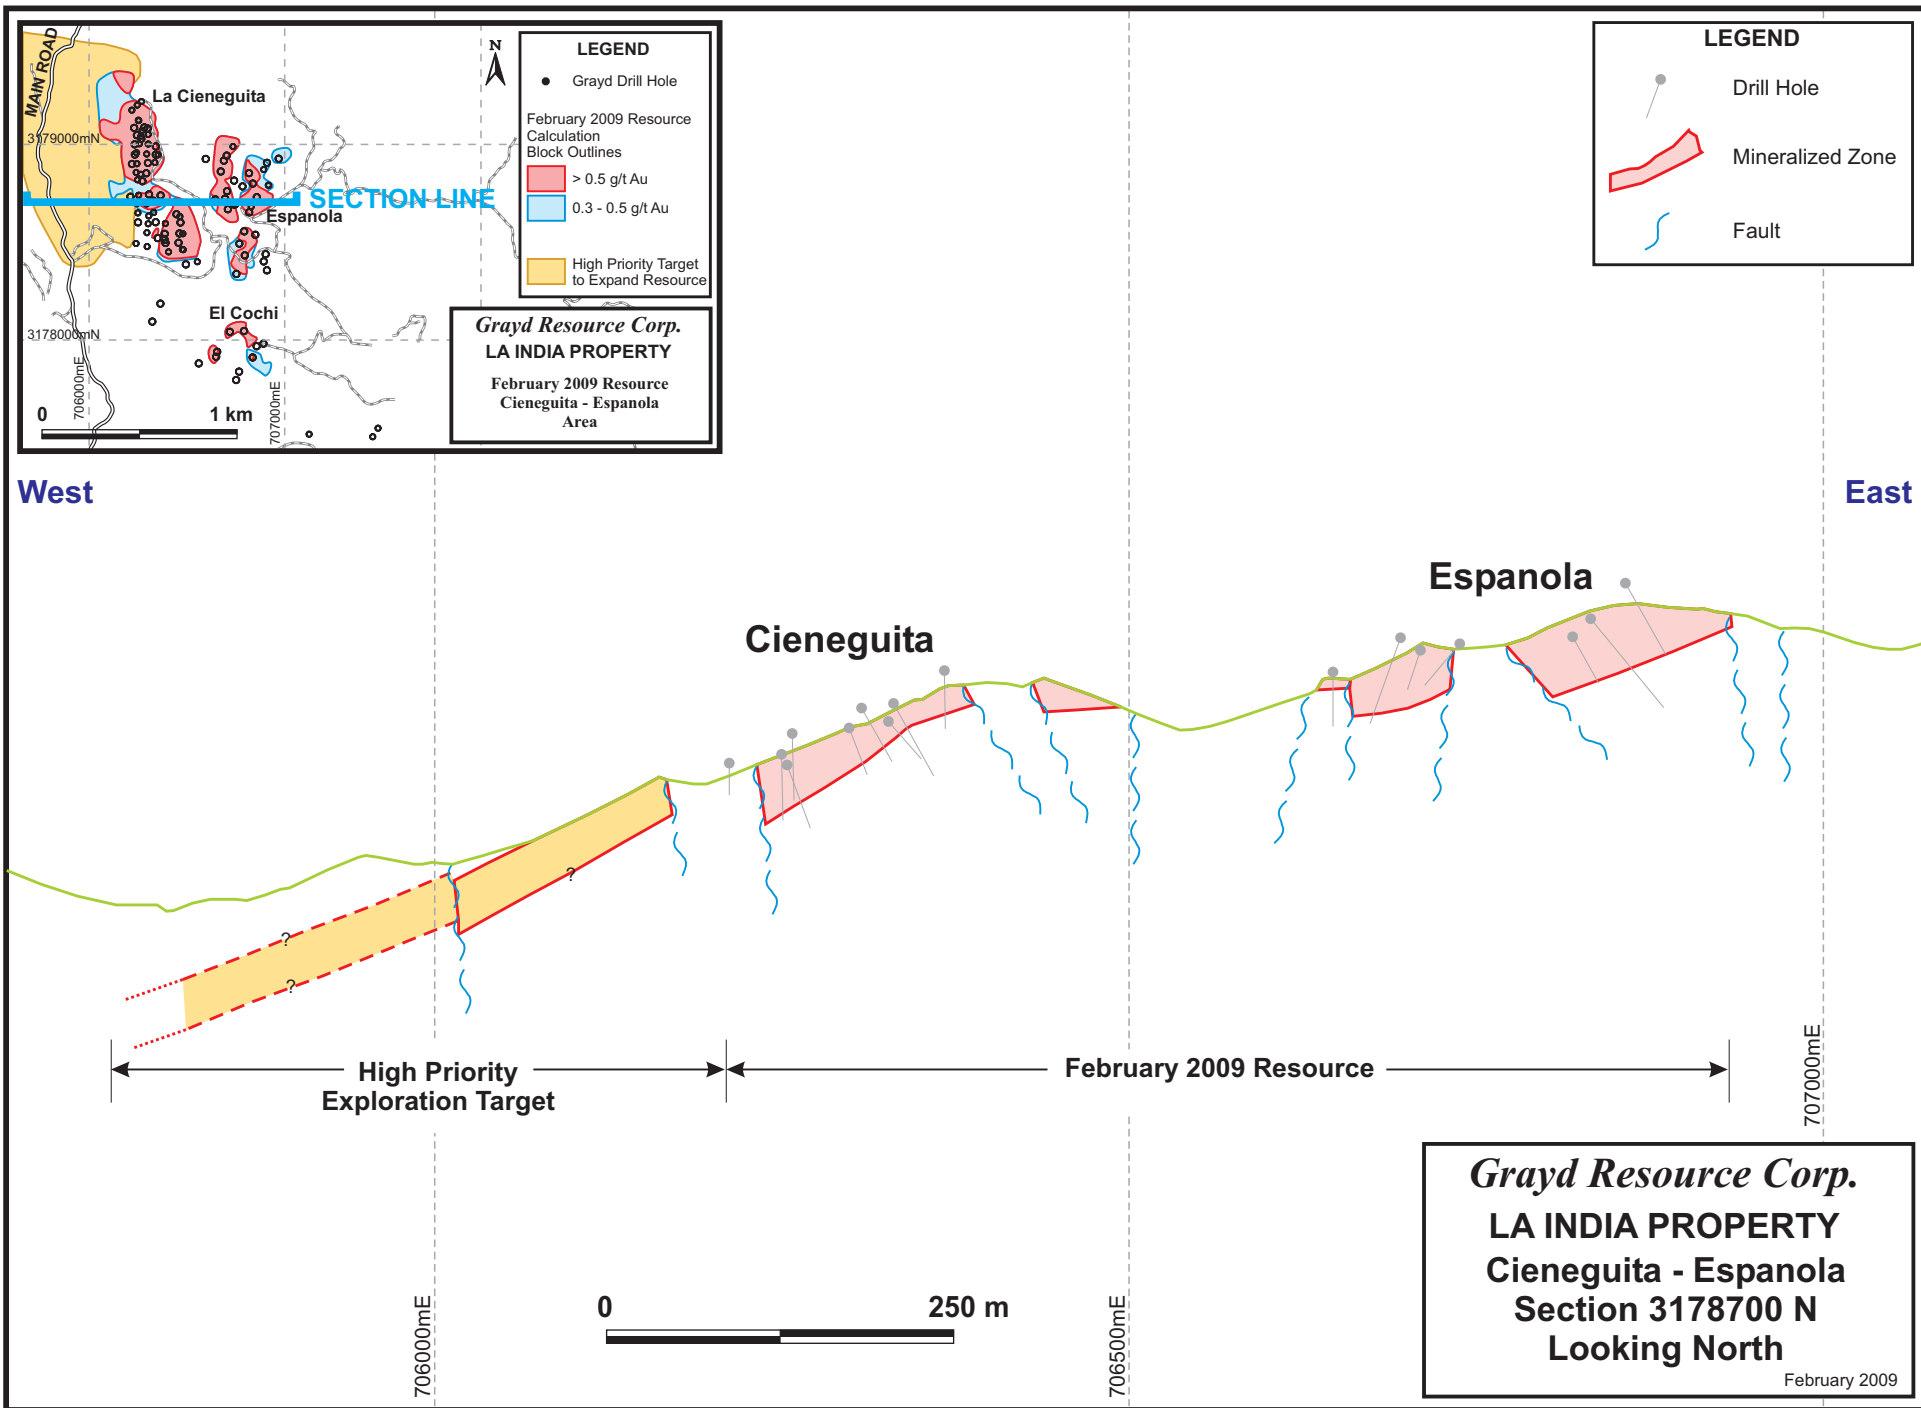 MAIN ROAD
La Cieneguita
3179000mN
SECTION LINE
Espanola
El Cochi
3178000mN
706000mE
707000mE
0
1 km
N
LEGEND
Grayd Drill Hole
February 2009 Resource
Calculation
Block Outlines
> 0.5 g/t Au
0.3 - 0.5 g/t Au
High Priority Target
to Expand Resource
Grayd Resource Corp.
LA INDIA PROPERTY
February 2009 Resource
Cieneguita - Espanola
Area
LEGEND
Drill Hole
Mineralized Zone
Fault
West
East
Cieneguita
Espanola
?
?
?
High Priority
Exploration Target
February 2009 Resource
706000mE
706500mE
707000mE
0
250 m
Grayd Resource Corp.
LA INDIA PROPERTY
Cieneguita - Espanola
Section 3178700 N
Looking North
February 2009